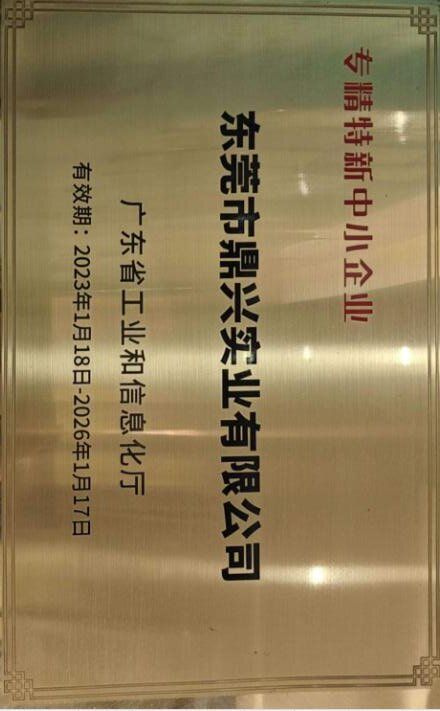 专精特新中小企业
东莞市鼎兴实业有限公司
广东省工业和信息化厅
有效期：2023年1月18日-2026年1月17日